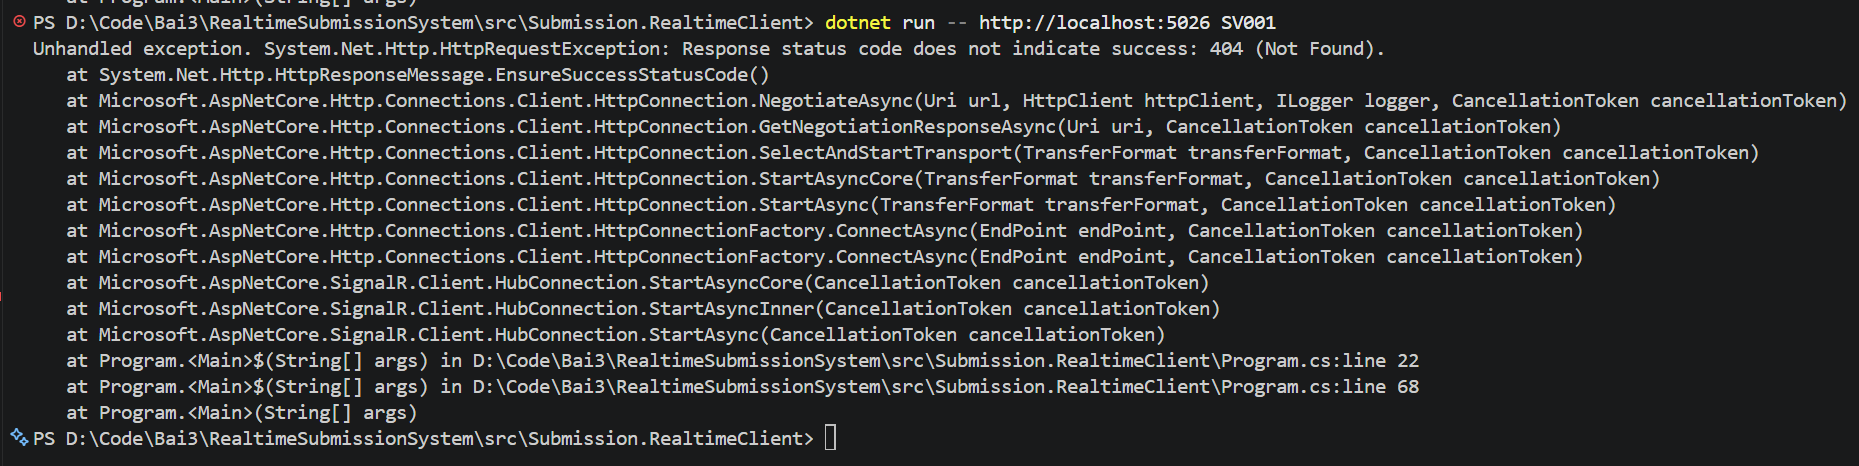 at Program.<Main>$(String[] args)
PS D:\Code\Bai3\RealtimeSubmissionSystem\src\Submission.RealtimeClient> dotnet run -- http://localhost:5026 SV001
Unhandled exception. System.Net.Http.HttpRequestException: Response status code does not indicate success: 404 (Not Found).
   at System.Net.Http.HttpResponseMessage.EnsureSuccessStatusCode()
   at Microsoft.AspNetCore.Http.Connections.Client.HttpConnection.NegotiateAsync(Uri url, HttpClient httpClient, ILogger logger, CancellationToken cancellationToken)
   at Microsoft.AspNetCore.Http.Connections.Client.HttpConnection.GetNegotiationResponseAsync(Uri uri, CancellationToken cancellationToken)
   at Microsoft.AspNetCore.Http.Connections.Client.HttpConnection.SelectAndStartTransport(TransferFormat transferFormat, CancellationToken cancellationToken)
   at Microsoft.AspNetCore.Http.Connections.Client.HttpConnection.StartAsyncCore(TransferFormat transferFormat, CancellationToken cancellationToken)
   at Microsoft.AspNetCore.Http.Connections.Client.HttpConnection.StartAsync(TransferFormat transferFormat, CancellationToken cancellationToken)
   at Microsoft.AspNetCore.Http.Connections.Client.HttpConnectionFactory.ConnectAsync(EndPoint endPoint, CancellationToken cancellationToken)
   at Microsoft.AspNetCore.Http.Connections.Client.HttpConnectionFactory.ConnectAsync(EndPoint endPoint, CancellationToken cancellationToken)
   at Microsoft.AspNetCore.SignalR.Client.HubConnection.StartAsyncCore(CancellationToken cancellationToken)
   at Microsoft.AspNetCore.SignalR.Client.HubConnection.StartAsyncInner(CancellationToken cancellationToken)
   at Microsoft.AspNetCore.SignalR.Client.HubConnection.StartAsync(CancellationToken cancellationToken)
   at Program.<Main>$(String[] args) in D:\Code\Bai3\RealtimeSubmissionSystem\src\Submission.RealtimeClient\Program.cs:line 22
   at Program.<Main>$(String[] args) in D:\Code\Bai3\RealtimeSubmissionSystem\src\Submission.RealtimeClient\Program.cs:line 68
   at Program.<Main>(String[] args)
PS D:\Code\Bai3\RealtimeSubmissionSystem\src\Submission.RealtimeClient>